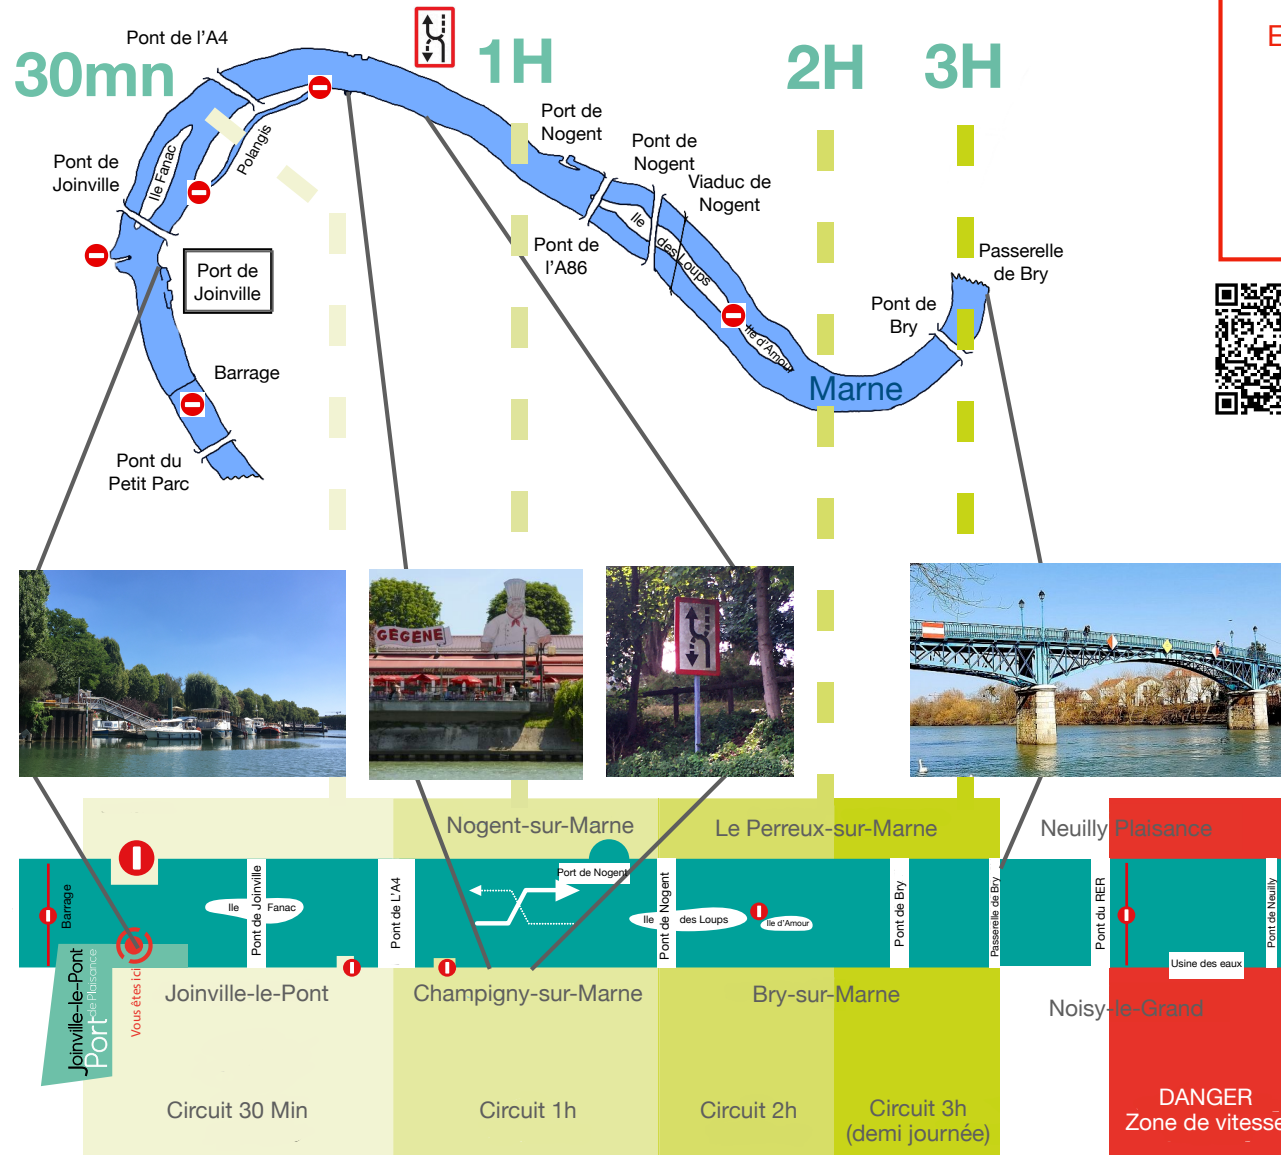 E
Pont de l'A4
30mn
1H
2H
3H
Port de
Nogent
Pont de
Nogent
Viaduc de
Nogent
Pont de
Joinville
Ile Fanac
Polangis
Ile
des Loups
Pont de
l'A86
Passerelle
de Bry
Port de
Joinville
Pont de
Bry
Ile d'Amour
Barrage
Marne
Pont du
Petit Parc
GÉGÈNE
Nogent-sur-Marne
Le Perreux-sur-Marne
Neuilly Plaisance
Barrage
Pont de Joinville
Ile Fanac
Pont de L'A4
Port de Nogent
Pont de Nogent
Ile des Loups
Ile d'Amour
Pont de Bry
Passerelle de Bry
Pont du RER
Pont de Neuilly
Usine des eaux
Joinville-le-Pont
Port de Plaisance
Vous êtes ici
Joinville-le-Pont
Champigny-sur-Marne
Bry-sur-Marne
Noisy-le-Grand
Circuit 30 Min
Circuit 1h
Circuit 2h
Circuit 3h
(demi journée)
DANGER
Zone de vitesse